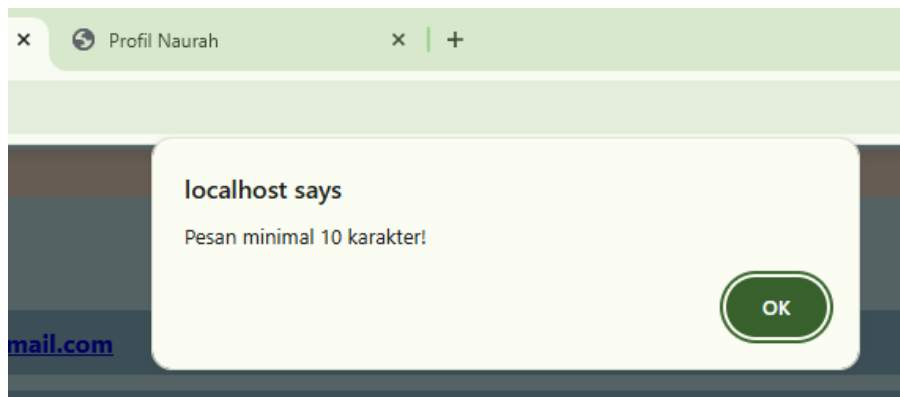 Profil Naurah
localhost says
Pesan minimal 10 karakter!
OK
mail.com